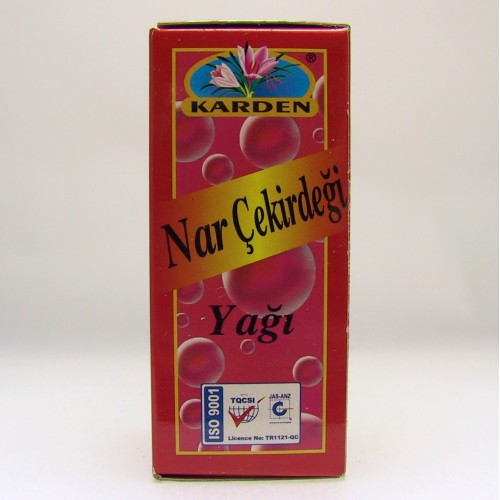 ®
KARDEN
Nar Çekirdeği
Yağı
ISO 9001
TQCSI
JAS-ANZ
Licence No: TR1121-QC